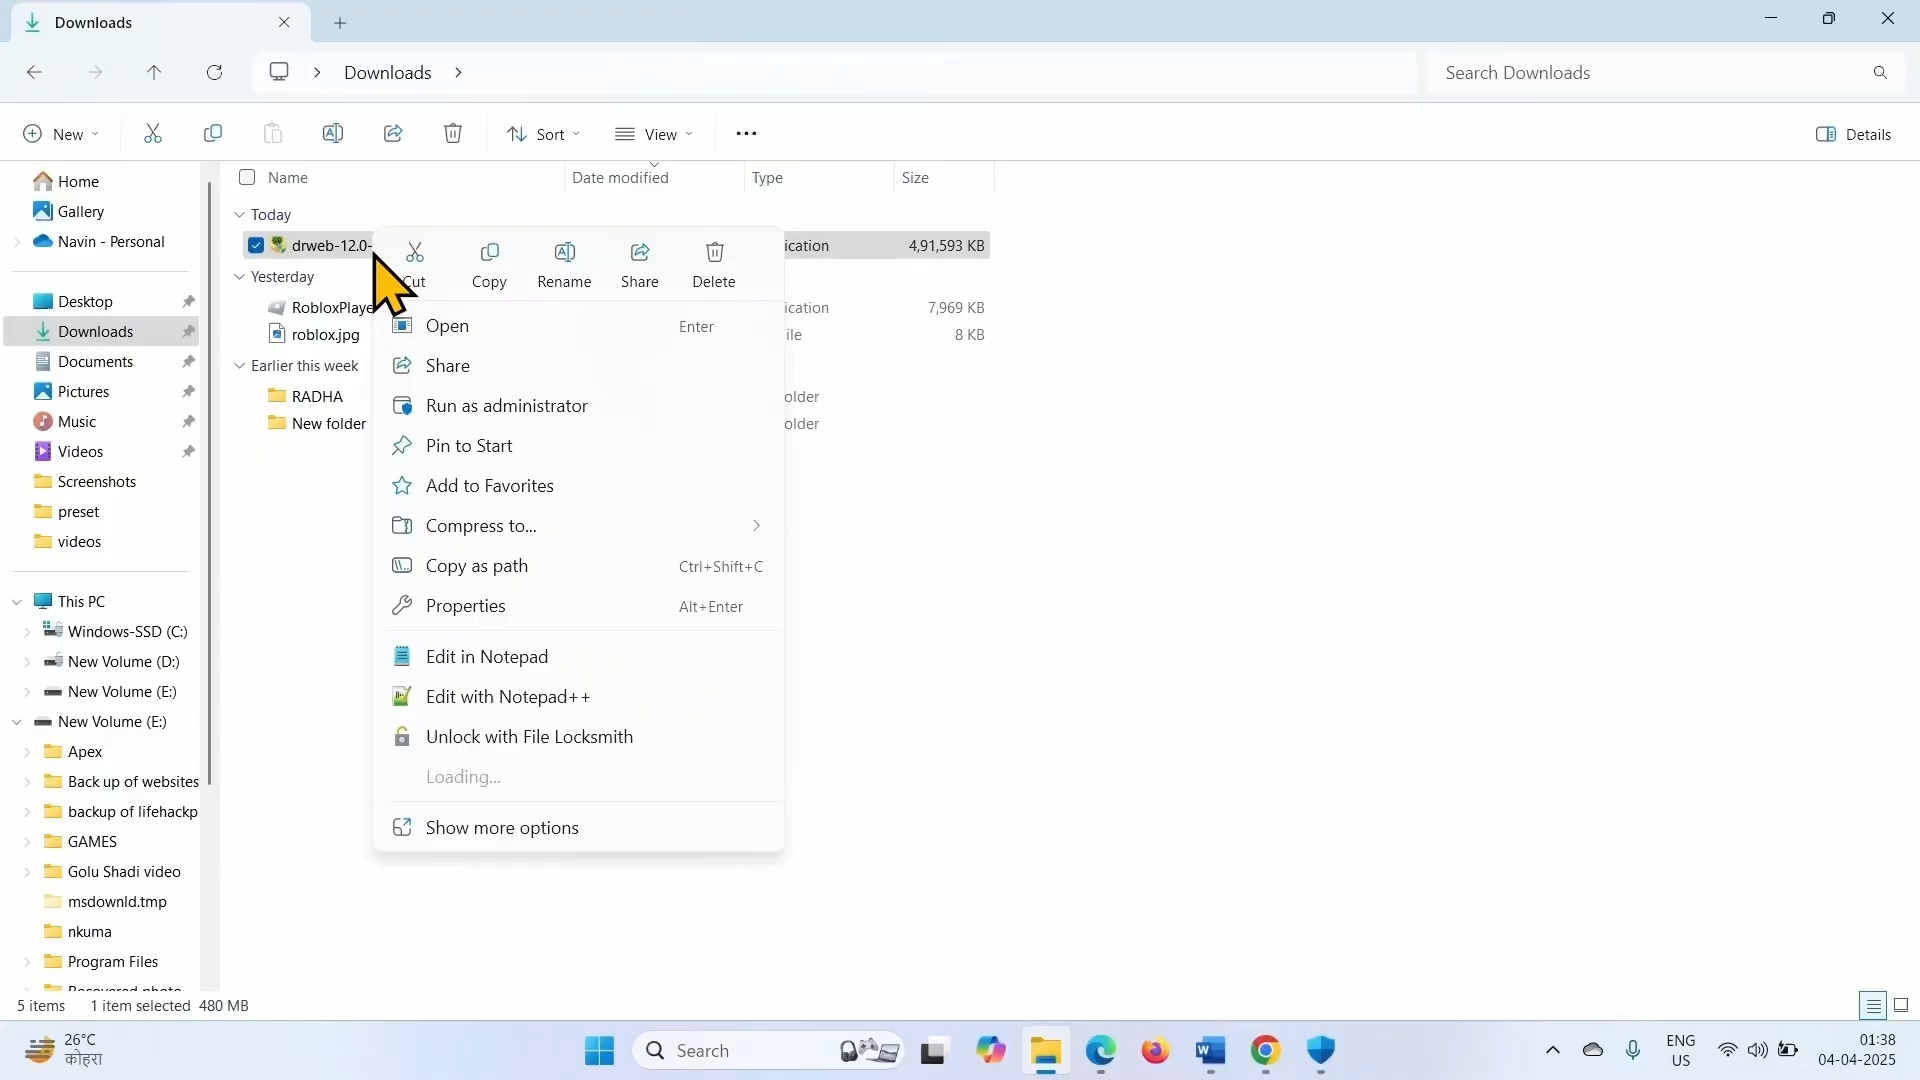 Downloads
Downloads
Search Downloads
New
Sort
View
Details
Name
Date modified
Type
Size
Home
Gallery
Navin - Personal
Desktop
Downloads
Documents
Pictures
Music
Videos
Screenshots
preset
videos
This PC
Windows-SSD (C:)
New Volume (D:)
New Volume (E:)
New Volume (E:)
Apex
Back up of websites
backup of lifehackp
GAMES
Golu Shadi video
msdownld.tmp
nkuma
Program Files
Recovered photo
Today
drweb-12.0-
ication
4,91,593 KB
Yesterday
RobloxPlaye
ication
7,969 KB
roblox.jpg
ile
8 KB
Earlier this week
RADHA
older
New folder
older
Cut
Copy
Rename
Share
Delete
Open
Enter
Share
Run as administrator
Pin to Start
Add to Favorites
Compress to...
Copy as path
Ctrl+Shift+C
Properties
Alt+Enter
Edit in Notepad
Edit with Notepad++
Unlock with File Locksmith
Loading...
Show more options
5 items
1 item selected 480 MB
26°C
कोहरा
Search
ENG
US
01:38
04-04-2025